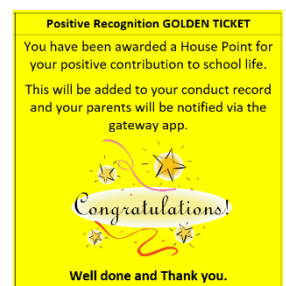 Positive Recognition GOLDEN TICKET
You have been awarded a House Point for
your positive contribution to school life.
This will be added to your conduct record
and your parents will be notified via the
gateway app.
Congratulations!
Well done and Thank you.